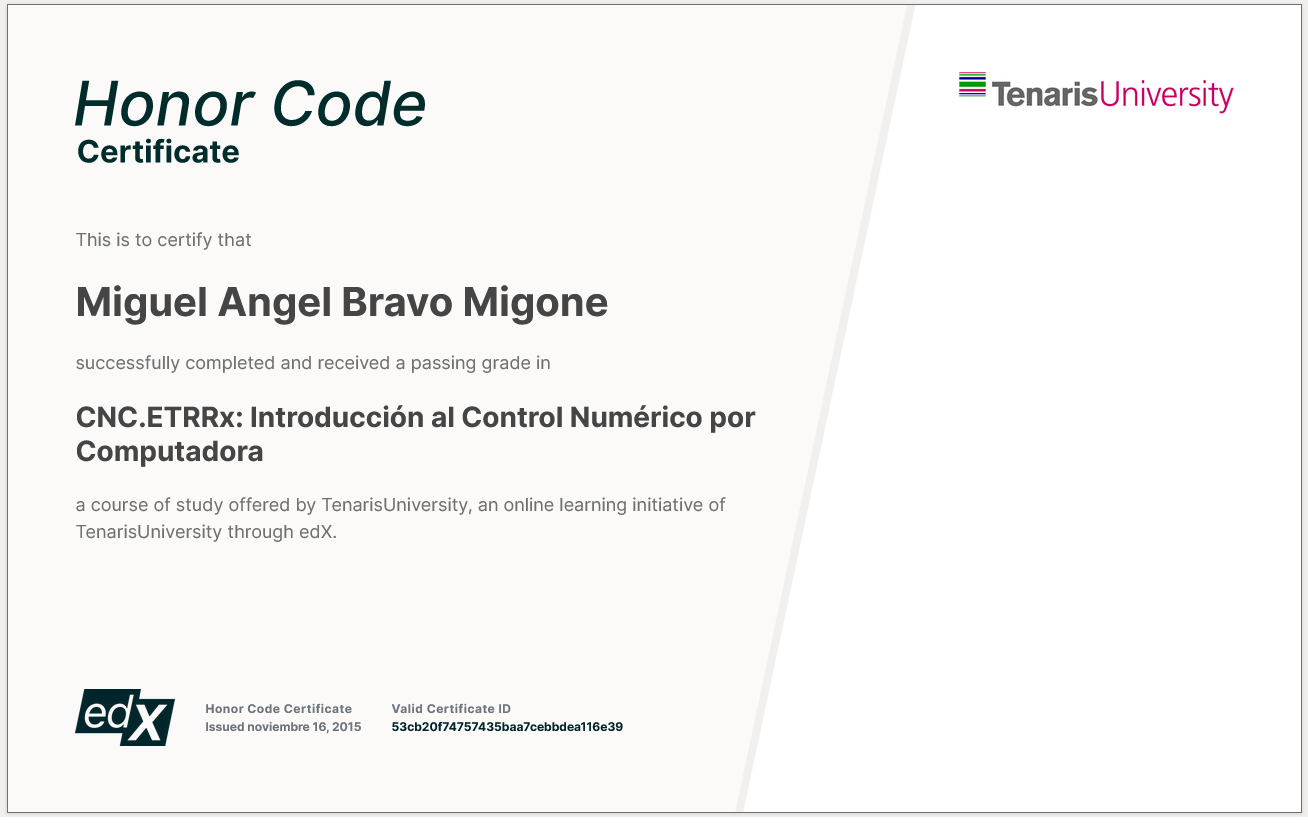 Honor Code
Certificate
TenarisUniversity
This is to certify that
Miguel Angel Bravo Migone
successfully completed and received a passing grade in
CNC.ETRRx: Introducción al Control Numérico por
Computadora
a course of study offered by TenarisUniversity, an online learning initiative of
TenarisUniversity through edX.
edX
Honor Code Certificate
Issued noviembre 16, 2015
Valid Certificate ID
53cb20f74757435baa7cebbdea116e39